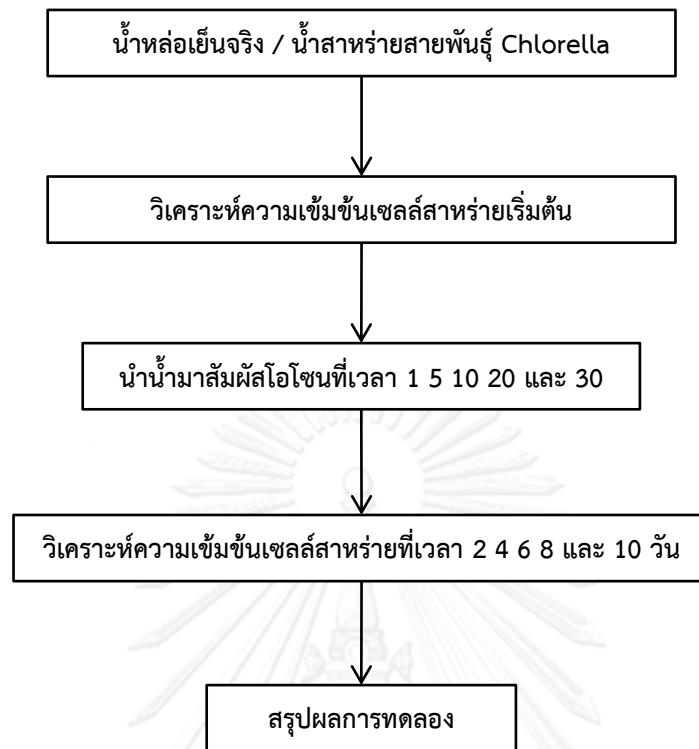 น้ำหล่อเย็นจริง / น้ำสาหร่ายสายพันธุ์ Chlorella
วิเคราะห์ความเข้มข้นเซลล์สาหร่ายเริ่มต้น
นำน้ำมาสัมผัสโอโซนที่เวลา 1 5 10 20 และ 30
วิเคราะห์ความเข้มข้นเซลล์สาหร่ายที่เวลา 2 4 6 8 และ 10 วัน
สรุปผลการทดลอง